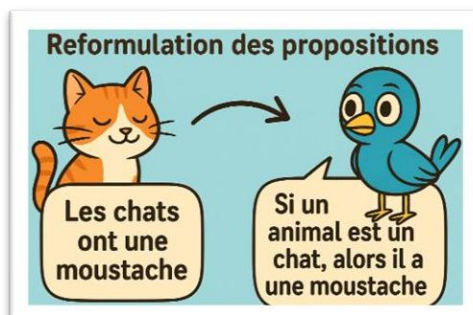 Reformulation des propositions
Les chats
ont une
moustache
Si un
animal est un
chat, alors il a
une moustache